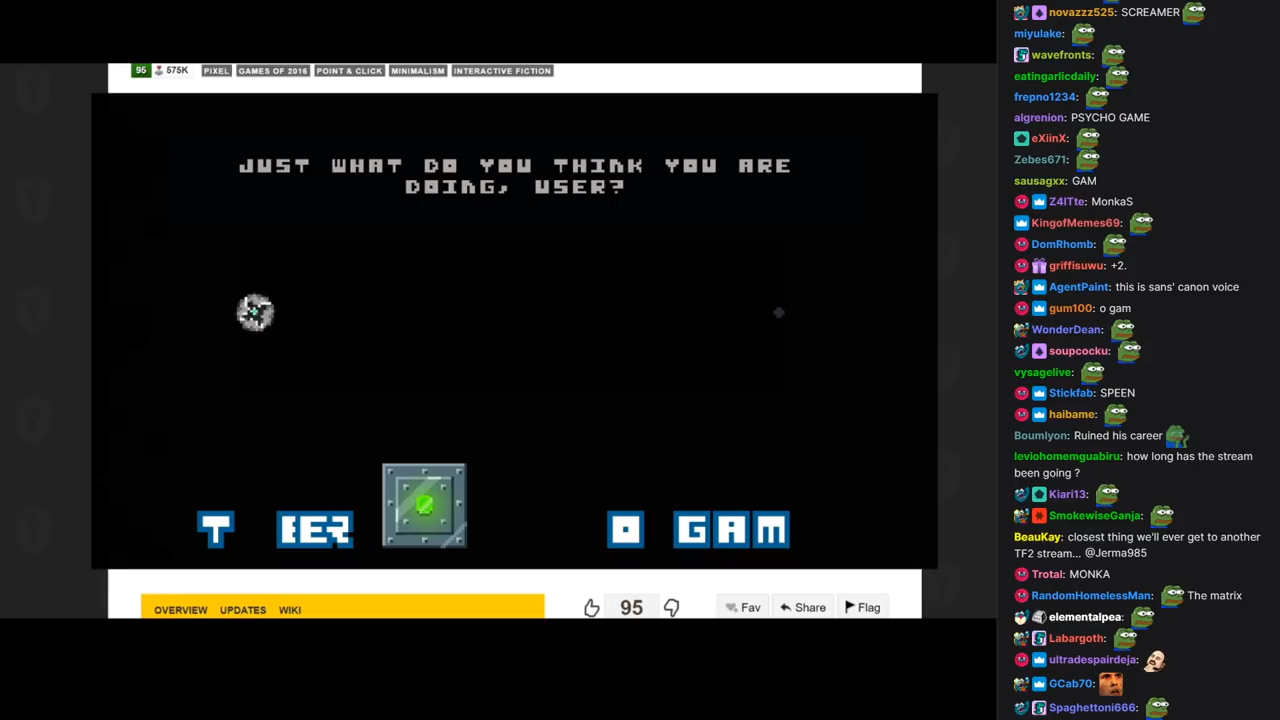 95 575K PIXEL GAMES OF 2016 POINT & CLICK MINIMALISM INTERACTIVE FICTION
JUST WHAT DO YOU THINK YOU ARE
DOING, USER?
T O GAM
OVERVIEW UPDATES WIKI 95 Fav Share Flag
novazzz525: SCREAMER
miyulake:
wavefronts:
eatingarlicdaily:
frepno1234:
algrenion: PSYCHO GAME
eXiinX:
Zebes671:
sausagxx: GAM
Z4ITte: MonkaS
KingofMemes69:
DomRhomb:
griffisuwu: +2.
AgentPaint: this is sans' canon voice
gum100: o gam
WonderDean:
soupcocku:
vysagelive:
Stickfab: SPEEN
haibame:
Boumlyon: Ruined his career
leviohomemguabiru: how long has the stream
been going ?
Kiari13:
SmokewiseGanja:
BeauKay: closest thing we'll ever get to another
TF2 stream... @Jerma985
Trotal: MONKA
RandomHomelessMan: The matrix
elementalpea:
Labargoth:
ultradespairdeja:
GCab70:
Spaghettoni666: